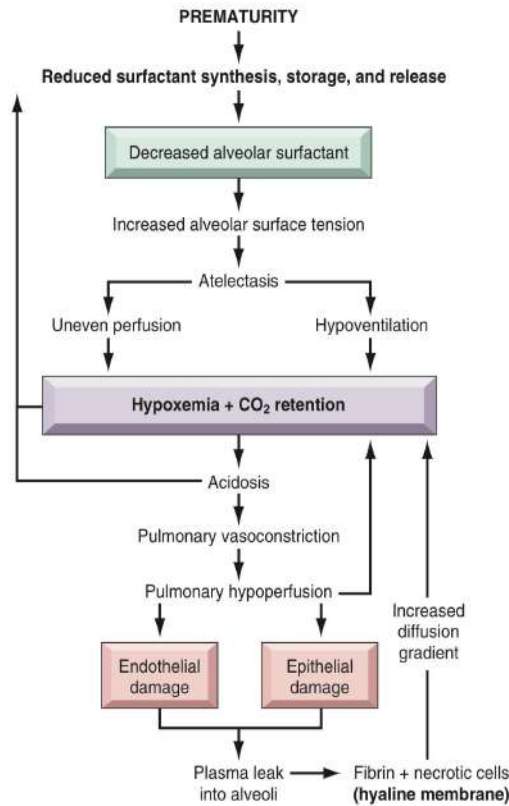 PREMATURITY
Reduced surfactant synthesis, storage, and release
Decreased alveolar surfactant
Increased alveolar surface tension
Atelectasis
Uneven perfusion
Hypoventilation
Hypoxemia + CO₂ retention
Acidosis
Pulmonary vasoconstriction
Pulmonary hypoperfusion
Increased
diffusion
gradient
Endothelial
damage
Epithelial
damage
Plasma leak
into alveoli
Fibrin + necrotic cells
(hyaline membrane)